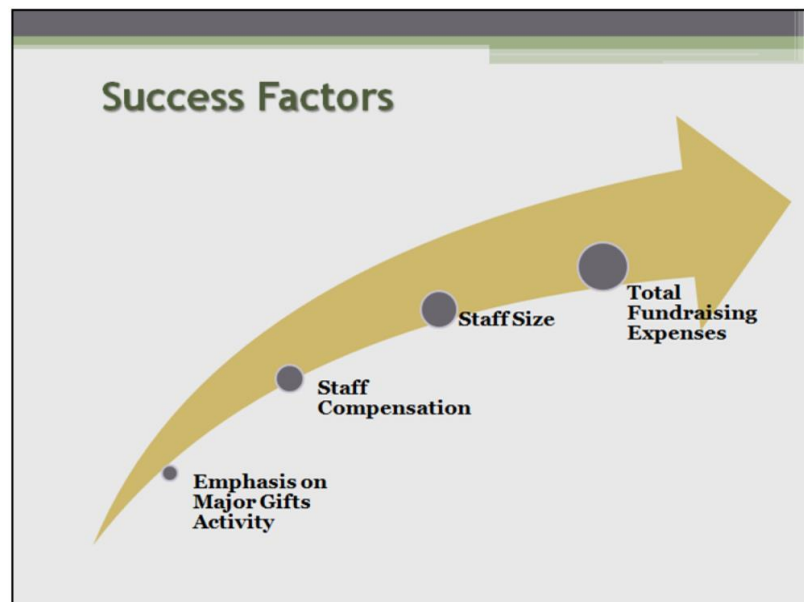 Success Factors
Total
Fundraising
Expenses
Staff Size
Staff
Compensation
Emphasis on
Major Gifts
Activity